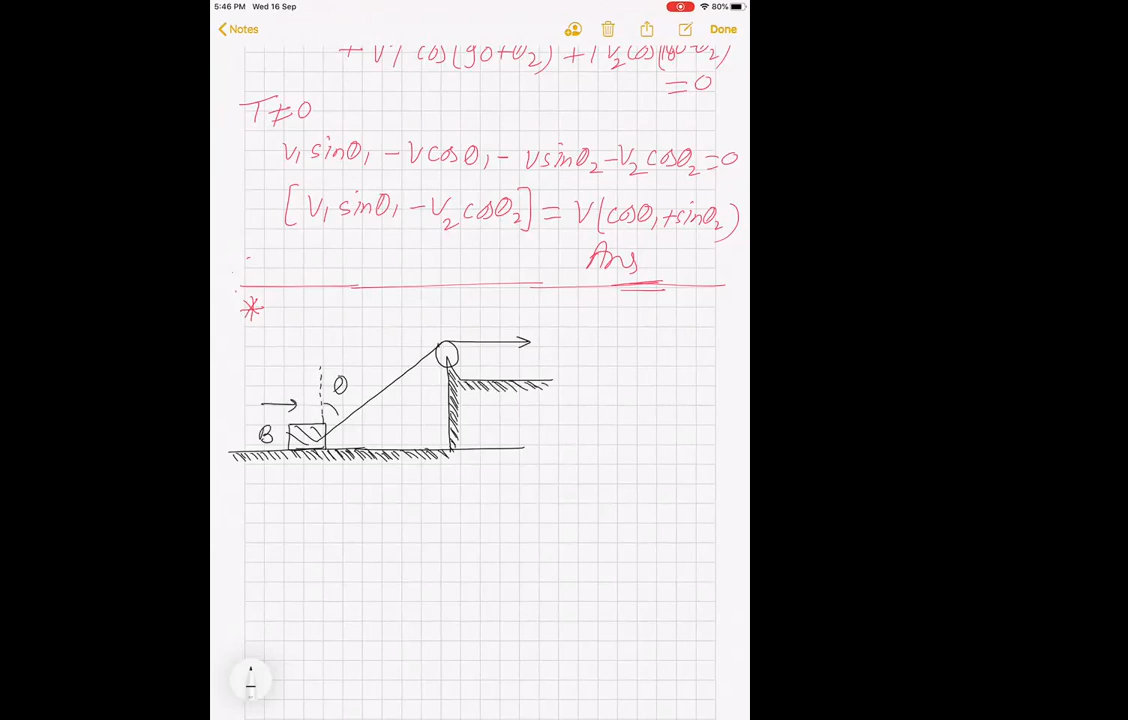 5:46 PM Wed 16 Sep 80%
Notes Done
cos(90+θ₂) + T V₂ cos(180-θ₂)
= 0
T ≠ 0
V₁ sinθ₁ - V cosθ₁ - V sinθ₂ - V₂ cosθ₂ = 0
[V₁ sinθ₁ - V₂ cosθ₂] = V(cosθ₁ + sinθ₂)
Ans
*
θ
B